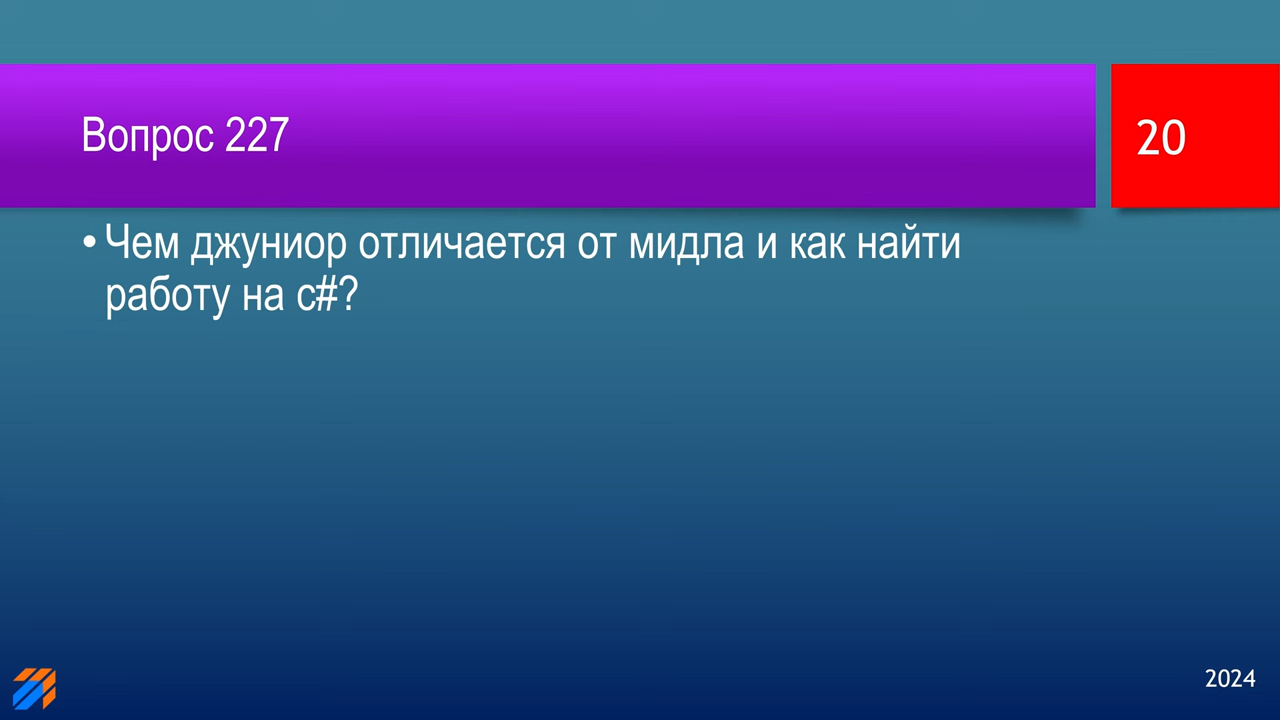 Вопрос 227
20
• Чем джуниор отличается от мидла и как найти
работу на c#?
2024